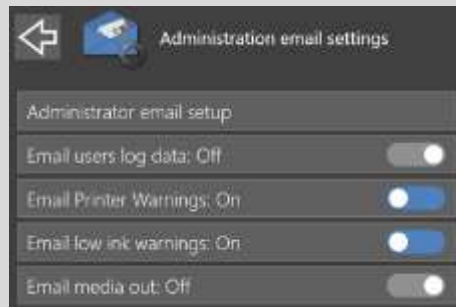 Administration email settings
Administrator email setup
Email users log data: Off
Email Printer Warnings: On
Email low ink warnings: On
Email media out: Off